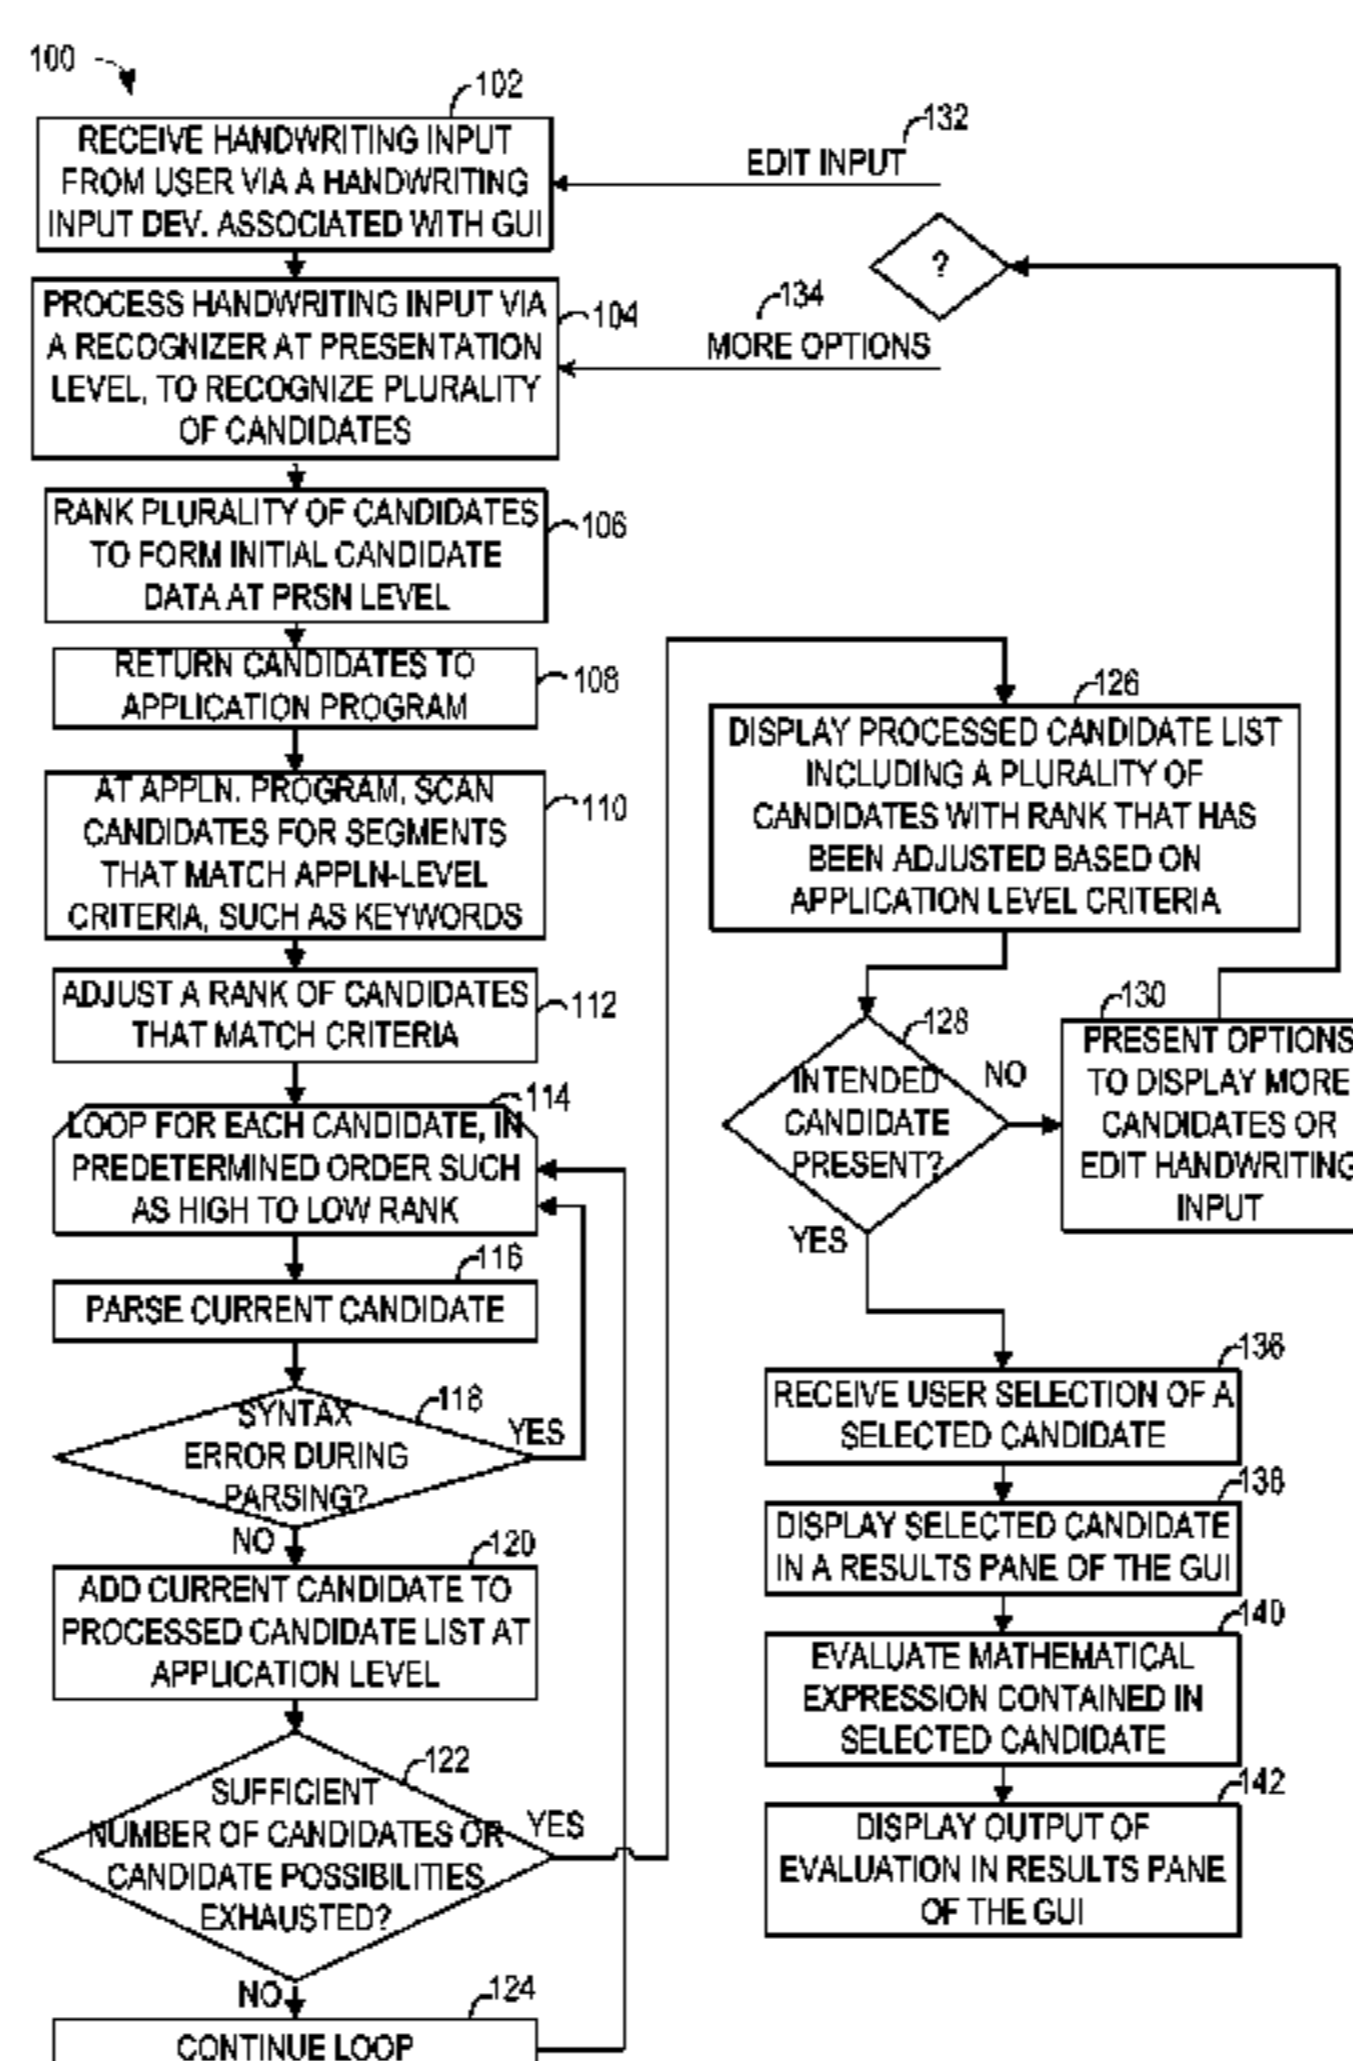 100
102
RECEIVE HANDWRITING INPUT
FROM USER VIA A HANDWRITING
INPUT DEV. ASSOCIATED WITH GUI
132
EDIT INPUT
?
PROCESS HANDWRITING INPUT VIA
A RECOGNIZER AT PRESENTATION
LEVEL, TO RECOGNIZE PLURALITY
OF CANDIDATES
104
134
MORE OPTIONS
RANK PLURALITY OF CANDIDATES
TO FORM INITIAL CANDIDATE
DATA AT PRSN LEVEL
106
RETURN CANDIDATES TO
APPLICATION PROGRAM
108
AT APPLN. PROGRAM, SCAN
CANDIDATES FOR SEGMENTS
THAT MATCH APPLN-LEVEL
CRITERIA, SUCH AS KEYWORDS
110
ADJUST A RANK OF CANDIDATES
THAT MATCH CRITERIA
112
114
LOOP FOR EACH CANDIDATE, IN
PREDETERMINED ORDER SUCH
AS HIGH TO LOW RANK
116
PARSE CURRENT CANDIDATE
118
SYNTAX
ERROR DURING
PARSING?
YES
NO
120
ADD CURRENT CANDIDATE TO
PROCESSED CANDIDATE LIST AT
APPLICATION LEVEL
122
SUFFICIENT
NUMBER OF CANDIDATES OR
CANDIDATE POSSIBILITIES
EXHAUSTED?
YES
NO
124
CONTINUE LOOP
126
DISPLAY PROCESSED CANDIDATE LIST
INCLUDING A PLURALITY OF
CANDIDATES WITH RANK THAT HAS
BEEN ADJUSTED BASED ON
APPLICATION LEVEL CRITERIA
128
INTENDED
CANDIDATE
PRESENT?
NO
YES
130
PRESENT OPTIONS
TO DISPLAY MORE
CANDIDATES OR
EDIT HANDWRITING
INPUT
136
RECEIVE USER SELECTION OF A
SELECTED CANDIDATE
138
DISPLAY SELECTED CANDIDATE
IN A RESULTS PANE OF THE GUI
140
EVALUATE MATHEMATICAL
EXPRESSION CONTAINED IN
SELECTED CANDIDATE
142
DISPLAY OUTPUT OF
EVALUATION IN RESULTS PANE
OF THE GUI